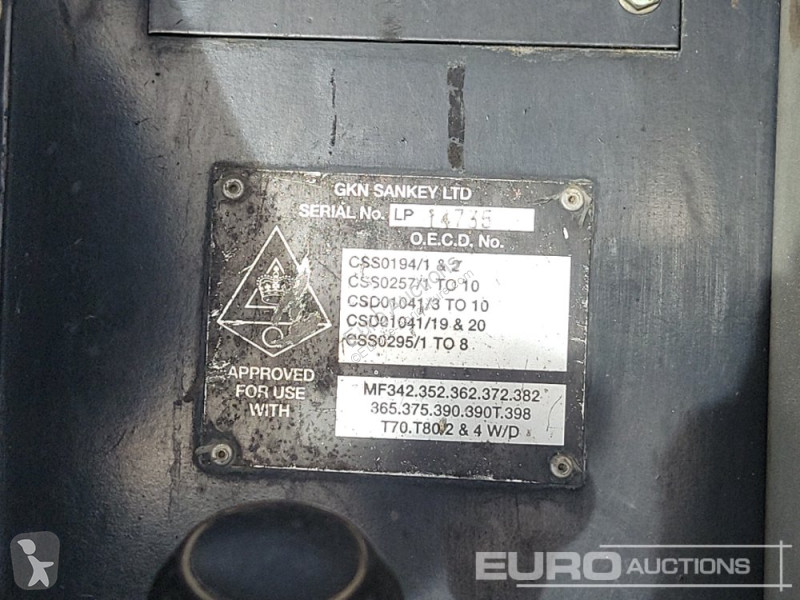 GKN SANKEY LTD
SERIAL No. LP 14735
O.E.C.D. No.
CSS0194/1 & 2
CSS0257/1 TO 10
CSD01041/3 TO 10
CSD01041/19 & 20
CSS0295/1 TO 8
APPROVED
FOR USE
WITH
MF342.352.362.372.382
365.375.390.390T.398
T70.T80/2 & 4 W/D
EURO AUCTIONS